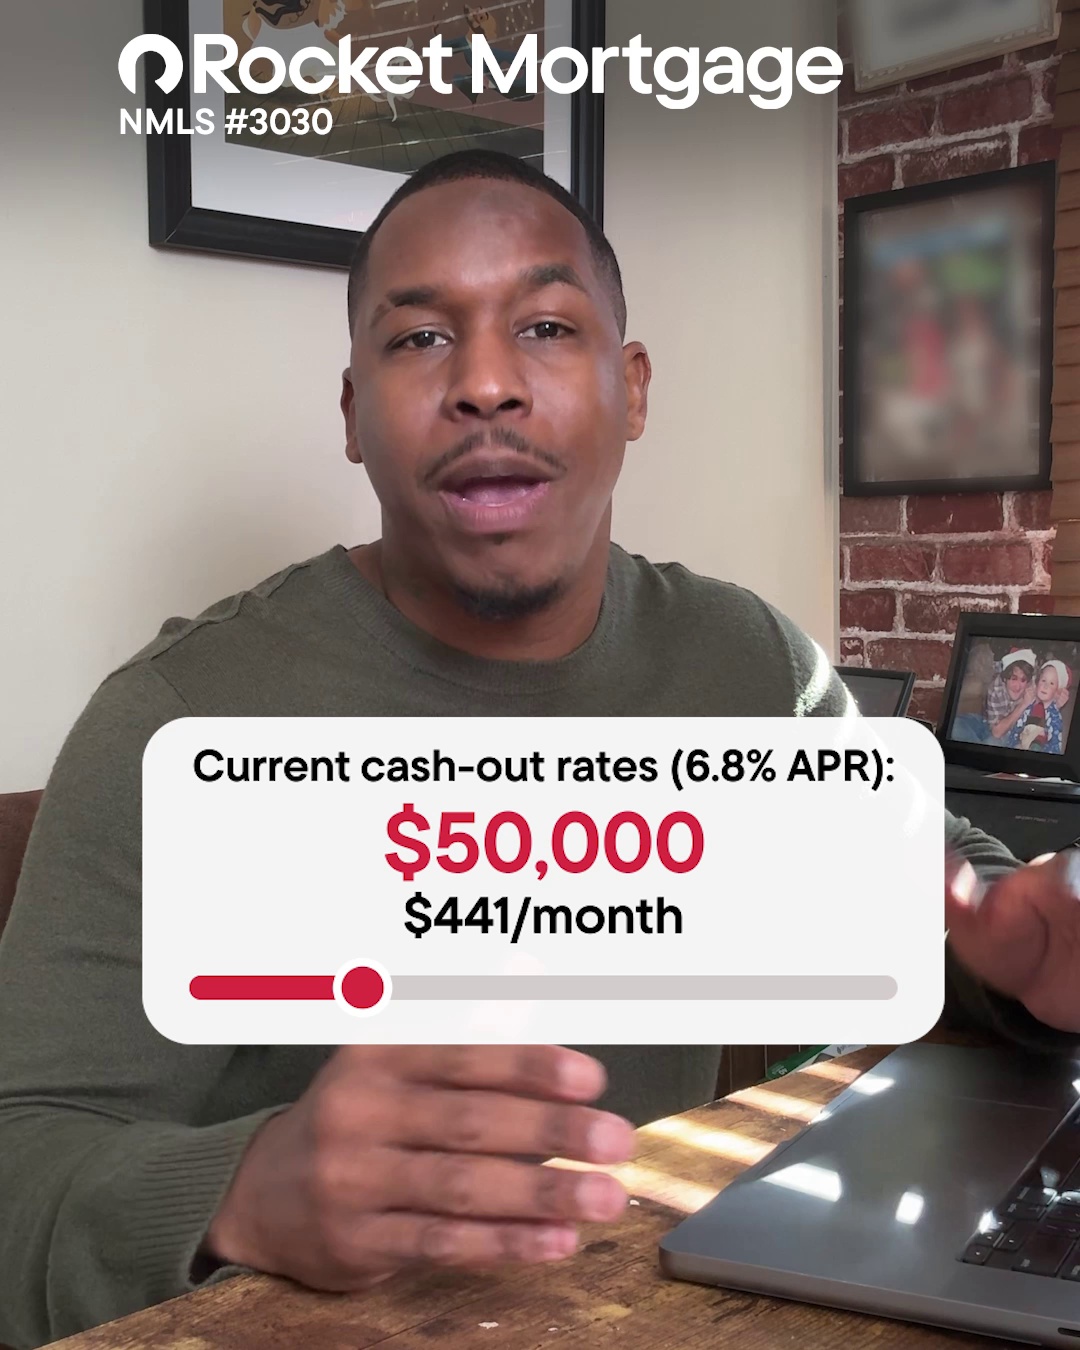 Rocket Mortgage
NMLS #3030
Current cash-out rates (6.8% APR):
$50,000
$441/month